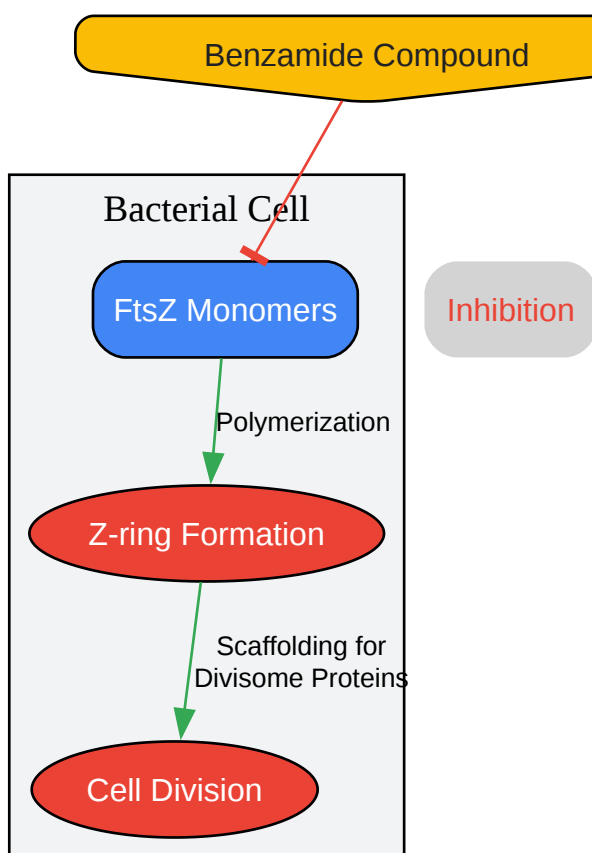 Benzamide Compound
Bacterial Cell
FtsZ Monomers
Inhibition
Polymerization
Z-ring Formation
Scaffolding for
Divisome Proteins
Cell Division